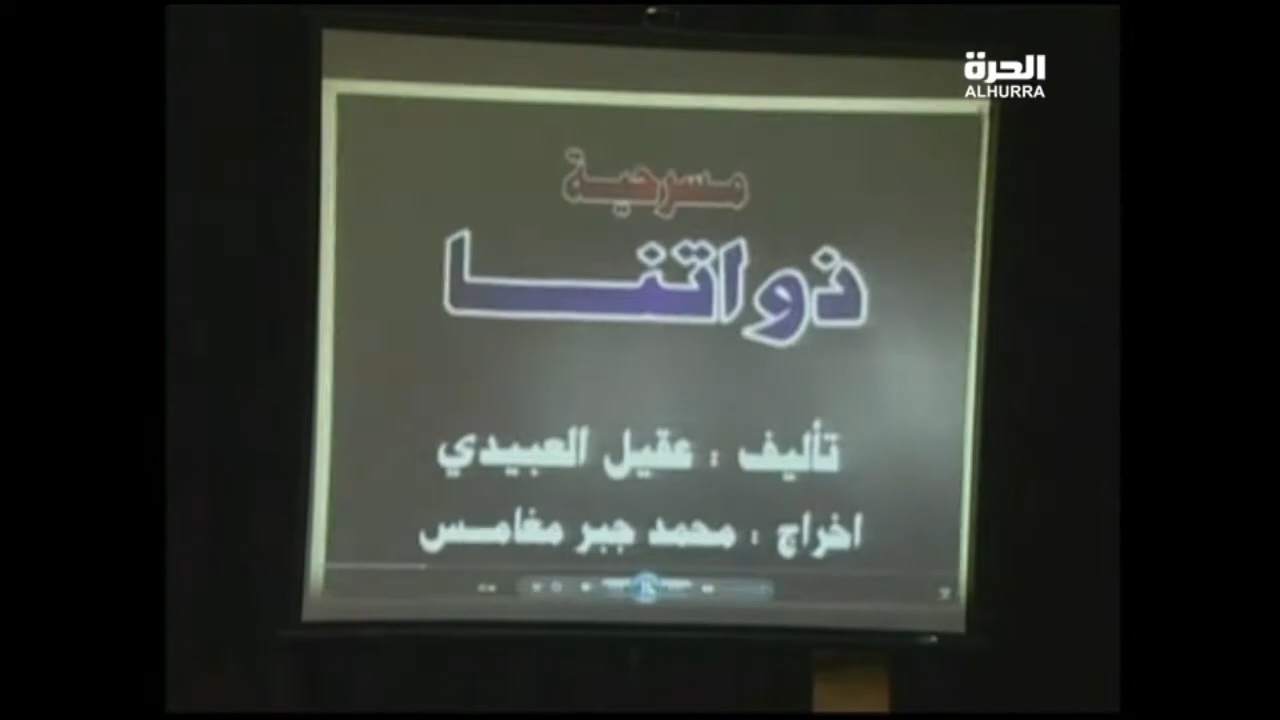 الحرة
ALHURRA
مسرحية
ذواتنا
تأليف : عقيل العبيدي
اخراج : محمد جبر مغامس